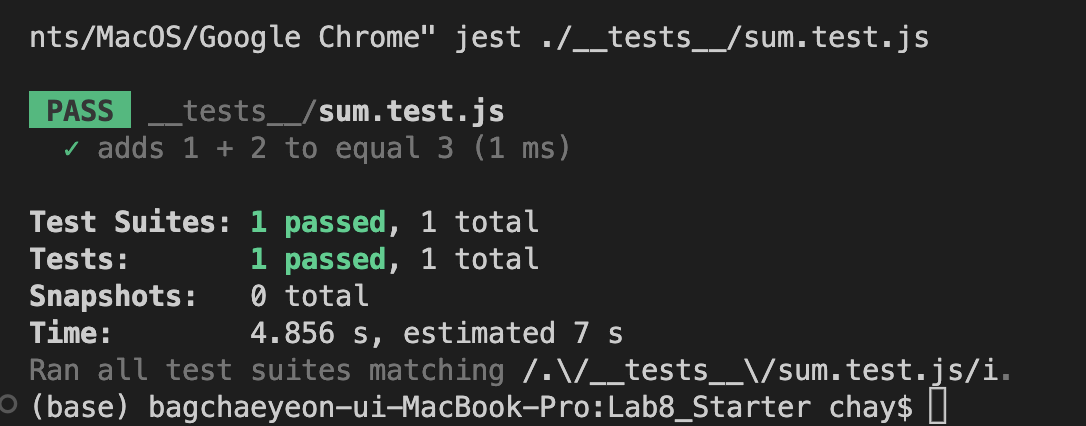 nts/MacOS/Google Chrome" jest ./__tests__/sum.test.js
PASS __tests__/sum.test.js
✓ adds 1 + 2 to equal 3 (1 ms)
Test Suites: 1 passed, 1 total
Tests: 1 passed, 1 total
Snapshots: 0 total
Time: 4.856 s, estimated 7 s
Ran all test suites matching /.\/__tests__\/sum.test.js/i.
(base) bagchaeyeon-ui-MacBook-Pro:Lab8_Starter chay$